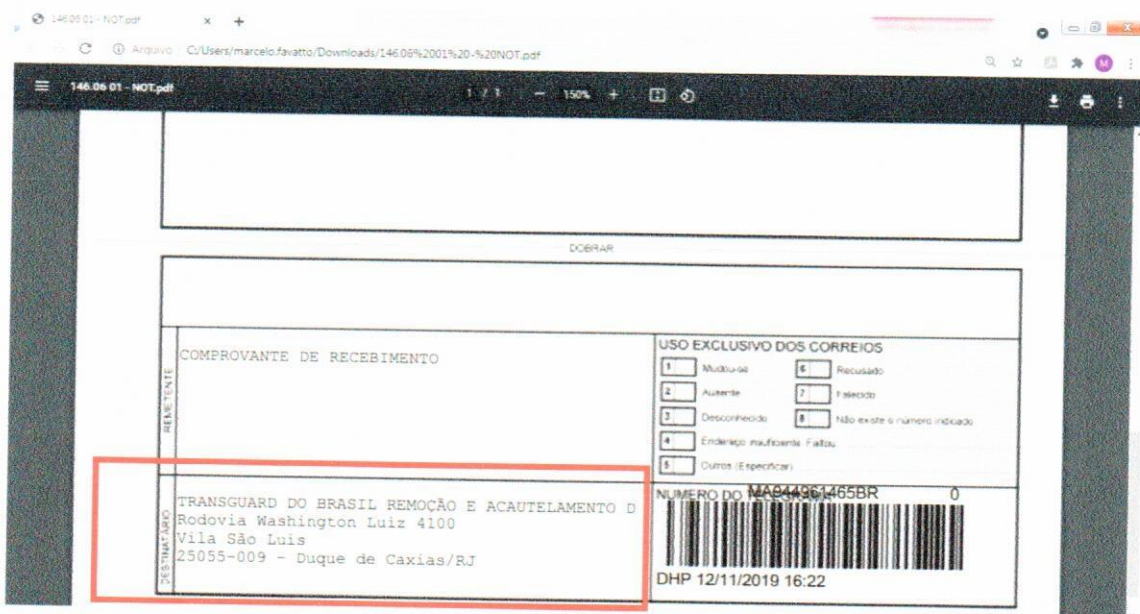 146.06 01 - NOT.pdf
Arquivo C:/Users/marcelo.favatto/Downloads/146.06%2001%20-%20NOT.pdf
M
146.06 01 - NOT.pdf
1 / 1 − 150% +
DOBRAR
REMETENTE
COMPROVANTE DE RECEBIMENTO
USO EXCLUSIVO DOS CORREIOS
1 Mudou-se
6 Recusado
2 Ausente
7 Falecido
3 Desconhecido
8 Não existe o número indicado
4 Endereço insuficiente Faltou
5 Outros (Especificar)
DESTINATÁRIO
TRANSGUARD DO BRASIL REMOÇÃO E ACAUTELAMENTO D
Rodovia Washington Luiz 4100
Vila São Luis
25055-009 - Duque de Caxias/RJ
NUMERO DO TELEGRAMA
MA944961465BR 0
DHP 12/11/2019 16:22